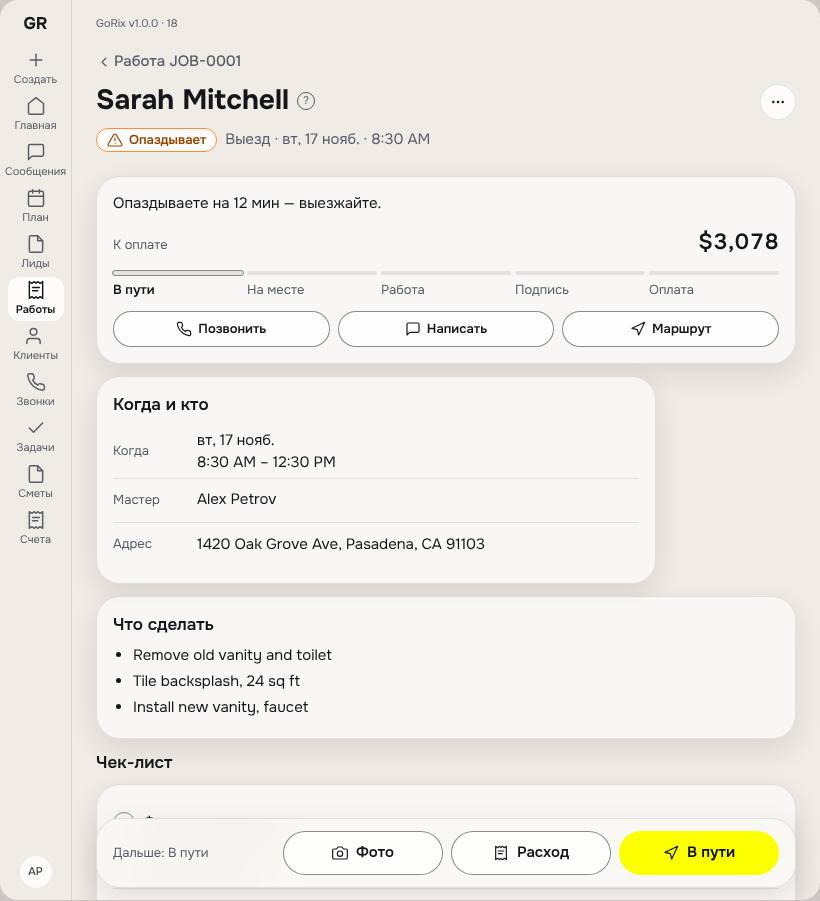 GR
GoRix v1.0.0 · 18
Создать
Главная
Сообщения
План
Лиды
Работы
Клиенты
Звонки
Задачи
Сметы
Счета
AP
Работа JOB-0001
Sarah Mitchell ?
Опаздывает
Выезд · вт, 17 нояб. · 8:30 AM
Опаздываете на 12 мин — выезжайте.
К оплате
$3,078
В пути
На месте
Работа
Подпись
Оплата
Позвонить
Написать
Маршрут
Когда и кто
Когда
вт, 17 нояб.
8:30 AM – 12:30 PM
Мастер
Alex Petrov
Адрес
1420 Oak Grove Ave, Pasadena, CA 91103
Что сделать
• Remove old vanity and toilet
• Tile backsplash, 24 sq ft
• Install new vanity, faucet
Чек-лист
Дальше: В пути
Фото
Расход
В пути